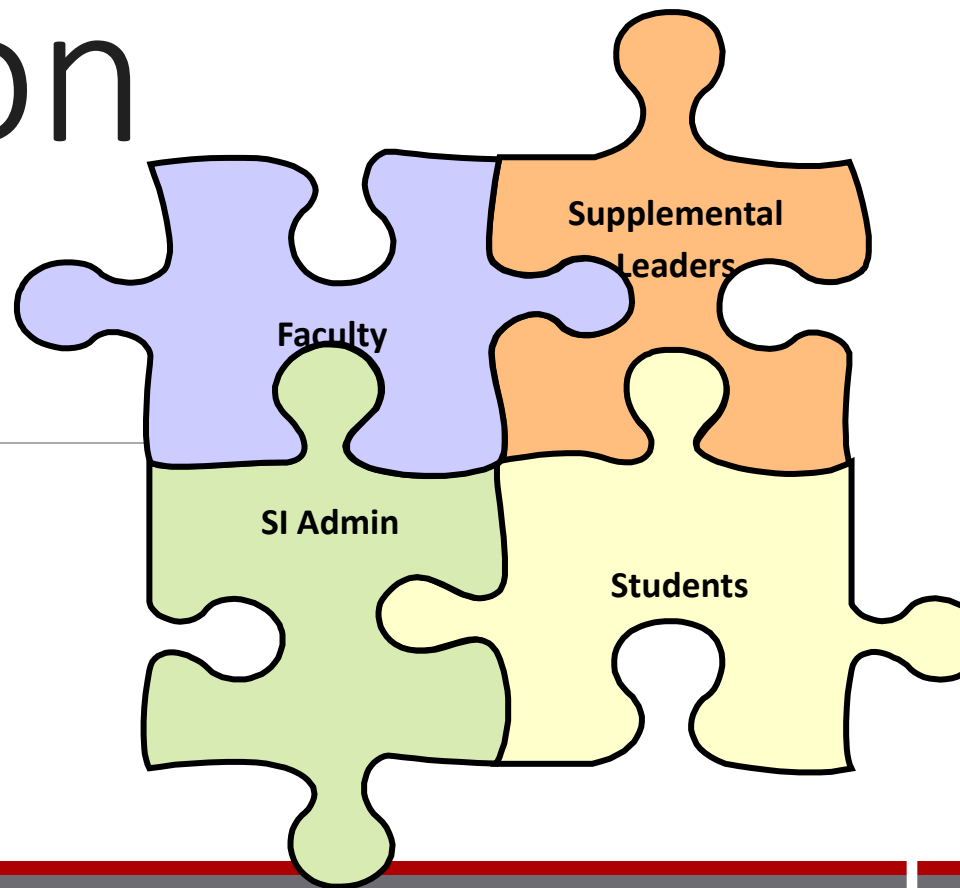 on
Supplemental
Leaders
Faculty
SI Admin
Students